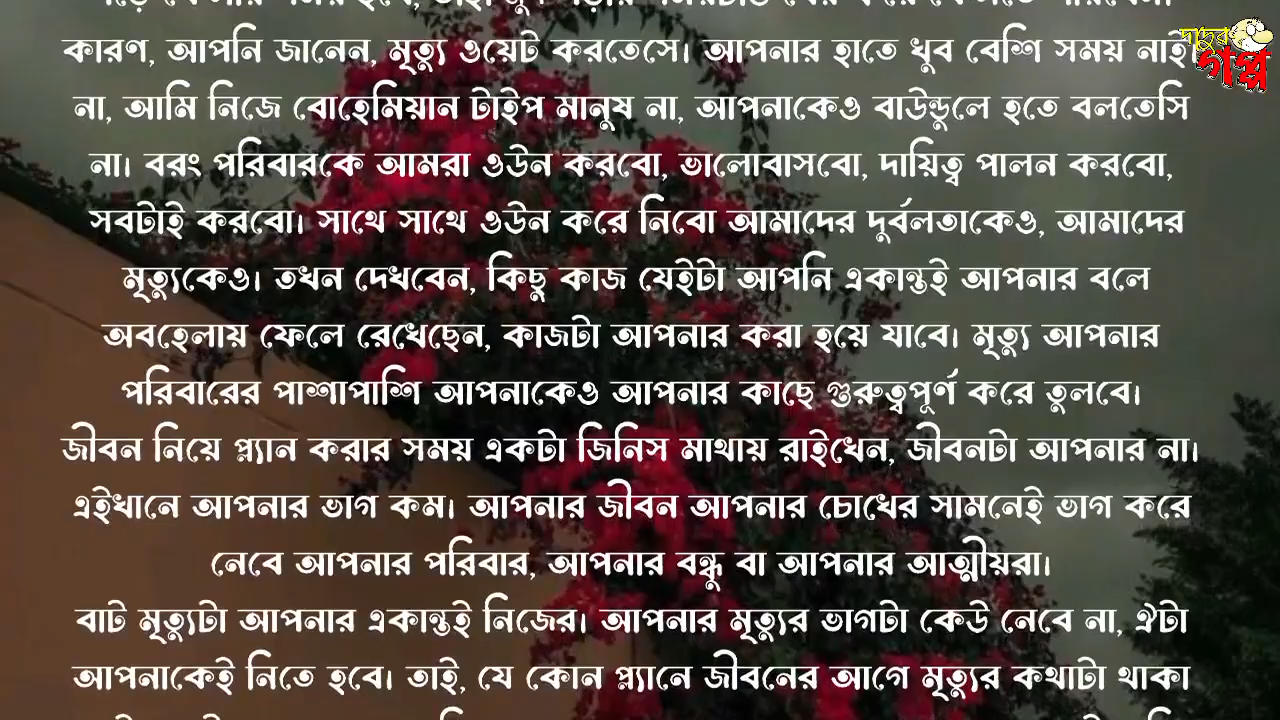 কারণ, আপনি জানেন, মৃত্যু ওয়েট করতেসে। আপনার হাতে খুব বেশি সময় নাই।
না, আমি নিজে বোহেমিয়ান টাইপ মানুষ না, আপনাকেও বাউন্ডুলে হতে বলতেসি
না। বরং পরিবারকে আমরা ওউন করবো, ভালোবাসবো, দায়িত্ব পালন করবো,
সবটাই করবো। সাথে সাথে ওউন করে নিবো আমাদের দুর্বলতাকেও, আমাদের
মৃত্যুকেও। তখন দেখবেন, কিছু কাজ যেইটা আপনি একান্তই আপনার বলে
অবহেলায় ফেলে রেখেছেন, কাজটা আপনার করা হয়ে যাবে। মৃত্যু আপনার
পরিবারের পাশাপাশি আপনাকেও আপনার কাছে গুরুত্বপূর্ণ করে তুলবে।
জীবন নিয়ে প্ল্যান করার সময় একটা জিনিস মাথায় রাইখেন, জীবনটা আপনার না।
এইখানে আপনার ভাগ কম। আপনার জীবন আপনার চোখের সামনেই ভাগ করে
নেবে আপনার পরিবার, আপনার বন্ধু বা আপনার আত্মীয়রা।
বাট মৃত্যুটা আপনার একান্তই নিজের। আপনার মৃত্যুর ভাগটা কেউ নেবে না, ঐটা
আপনাকেই নিতে হবে। তাই, যে কোন প্ল্যানে জীবনের আগে মৃত্যুর কথাটা থাকা
দাদুর
গল্প